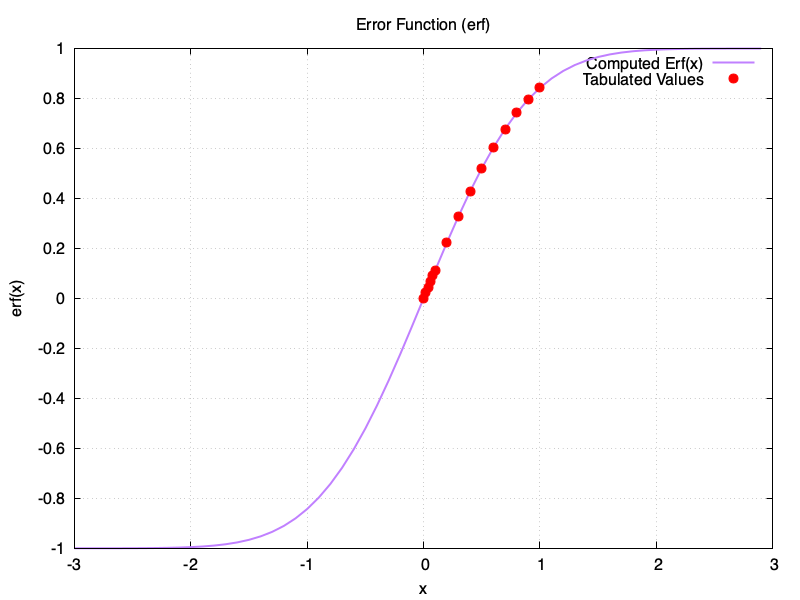 Error Function (erf)
1
Computed Erf(x)
Tabulated Values
0.8
0.6
0.4
0.2
erf(x)
0
-0.2
-0.4
-0.6
-0.8
-1
-3 -2 -1 0 1 2 3
x